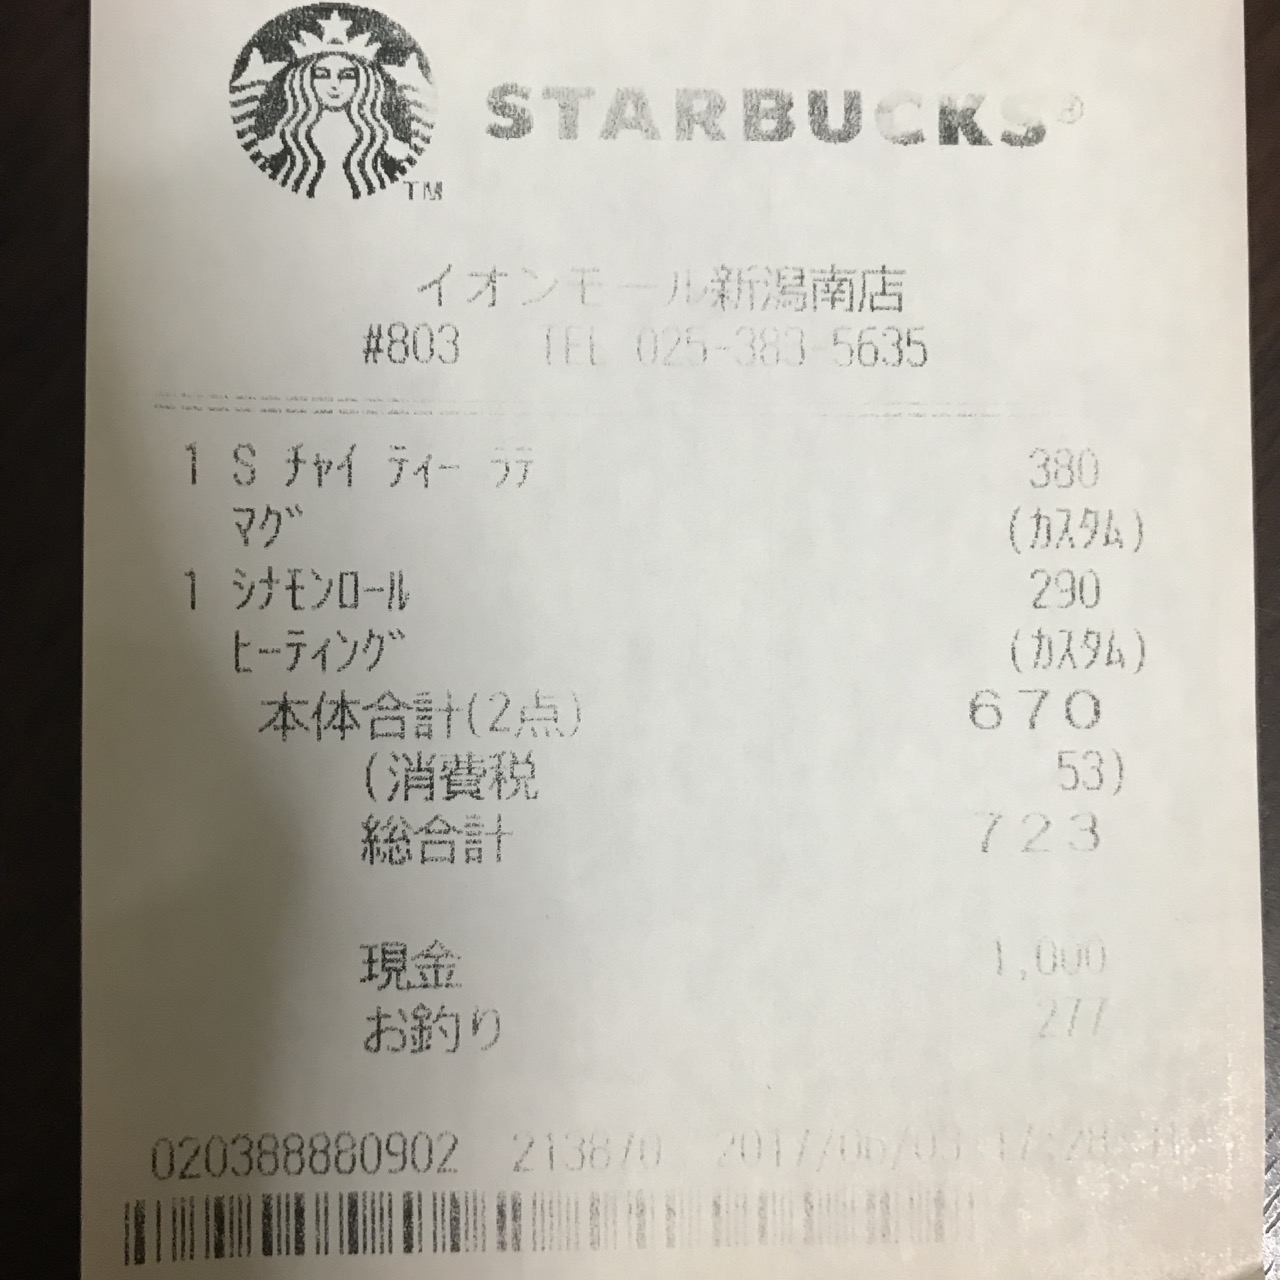 STARBUCKS®
TM
イオンモール新潟南店
#803 TEL 025-383-5635
1 S ﾁｬｲ ﾃｨｰ ﾗﾃ 380
ﾏｸﾞ (ｶｽﾀﾑ)
1 ｼﾅﾓﾝﾛｰﾙ 290
ﾋｰﾃｨﾝｸﾞ (ｶｽﾀﾑ)
本体合計(2点) 670
(消費税 53)
総合計 723
現金 1,000
お釣り 277
020388880902 213870 2017/06/03